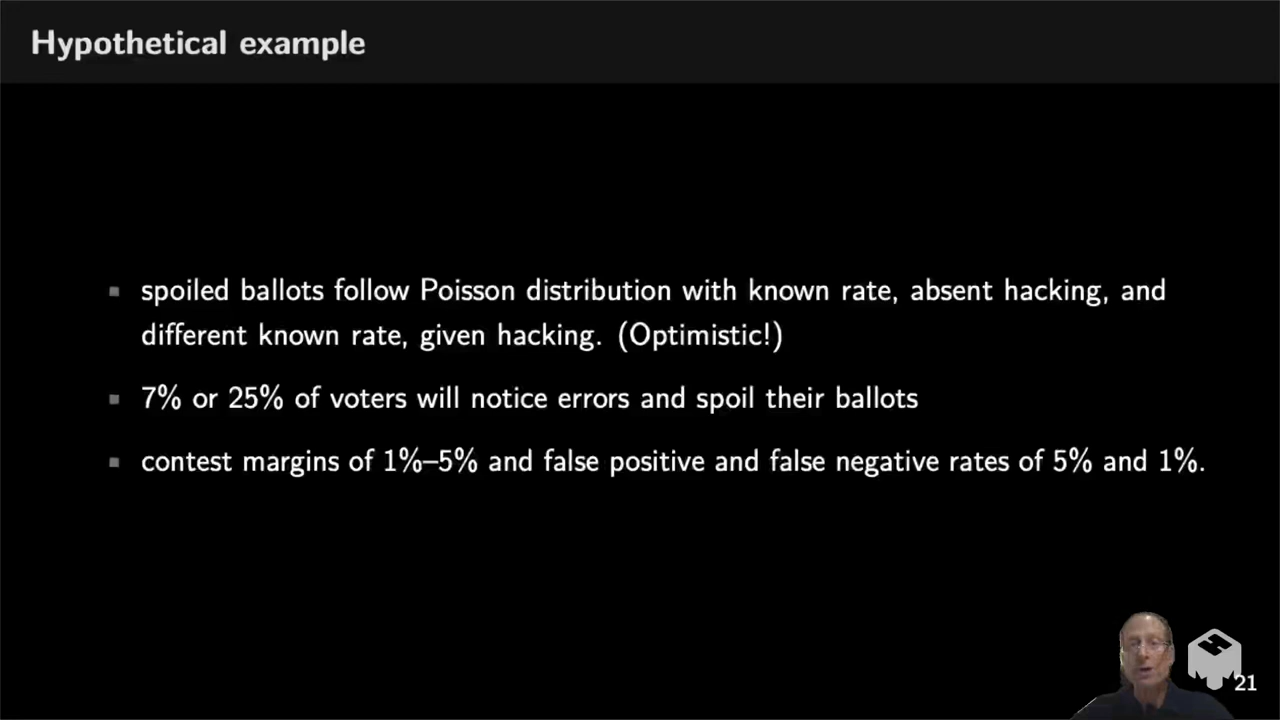 Hypothetical example
spoiled ballots follow Poisson distribution with known rate, absent hacking, and
different known rate, given hacking. (Optimistic!)
7% or 25% of voters will notice errors and spoil their ballots
contest margins of 1%–5% and false positive and false negative rates of 5% and 1%.
21